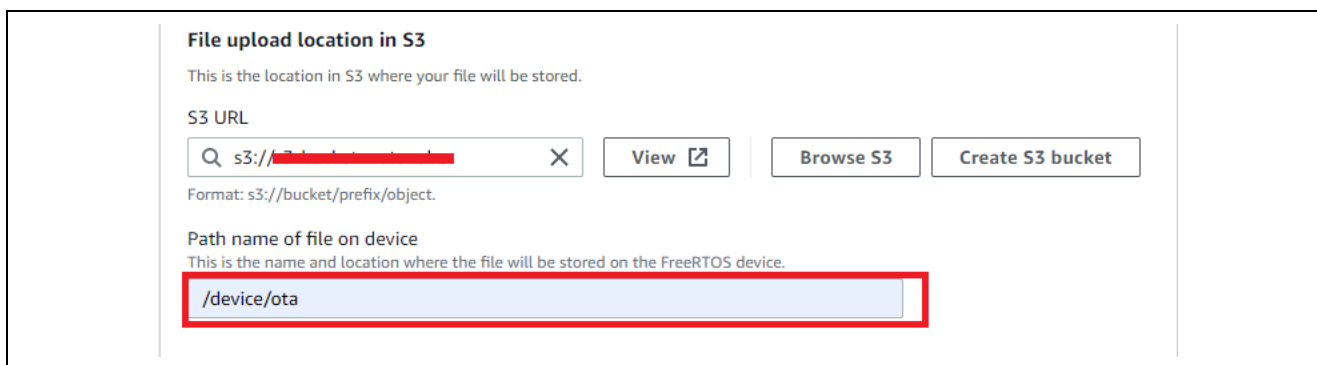 File upload location in S3
This is the location in S3 where your file will be stored.
S3 URL
s3:// View Browse S3 Create S3 bucket
Format: s3://bucket/prefix/object.
Path name of file on device
This is the name and location where the file will be stored on the FreeRTOS device.
/device/ota